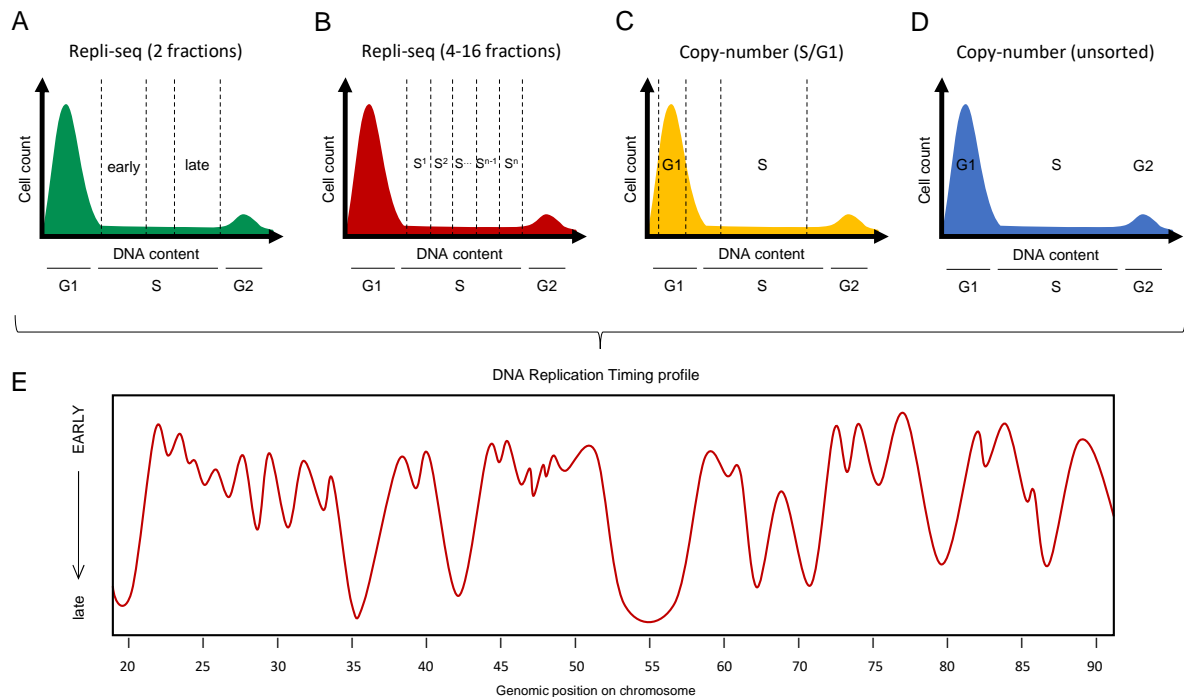 A
Repli-seq (2 fractions)
Cell count
early
late
DNA content
G1
S
G2
B
Repli-seq (4-16 fractions)
Cell count
S¹
S²
S···
Sⁿ⁻¹
Sⁿ
DNA content
G1
S
G2
C
Copy-number (S/G1)
Cell count
G1
S
DNA content
G1
S
G2
D
Copy-number (unsorted)
Cell count
G1
S
G2
DNA content
G1
S
G2
E
DNA Replication Timing profile
EARLY
late
20 25 30 35 40 45 50 55 60 65 70 75 80 85 90
Genomic position on chromosome